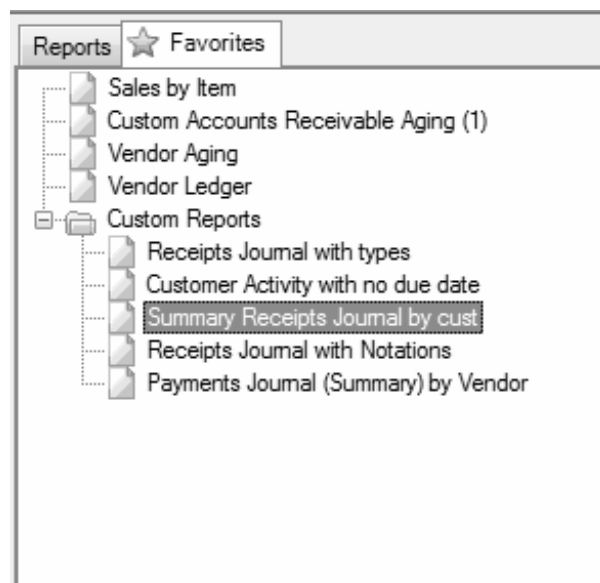 Reports Favorites
Sales by Item
Custom Accounts Receivable Aging (1)
Vendor Aging
Vendor Ledger
Custom Reports
Receipts Journal with types
Customer Activity with no due date
Summary Receipts Journal by cust
Receipts Journal with Notations
Payments Journal (Summary) by Vendor